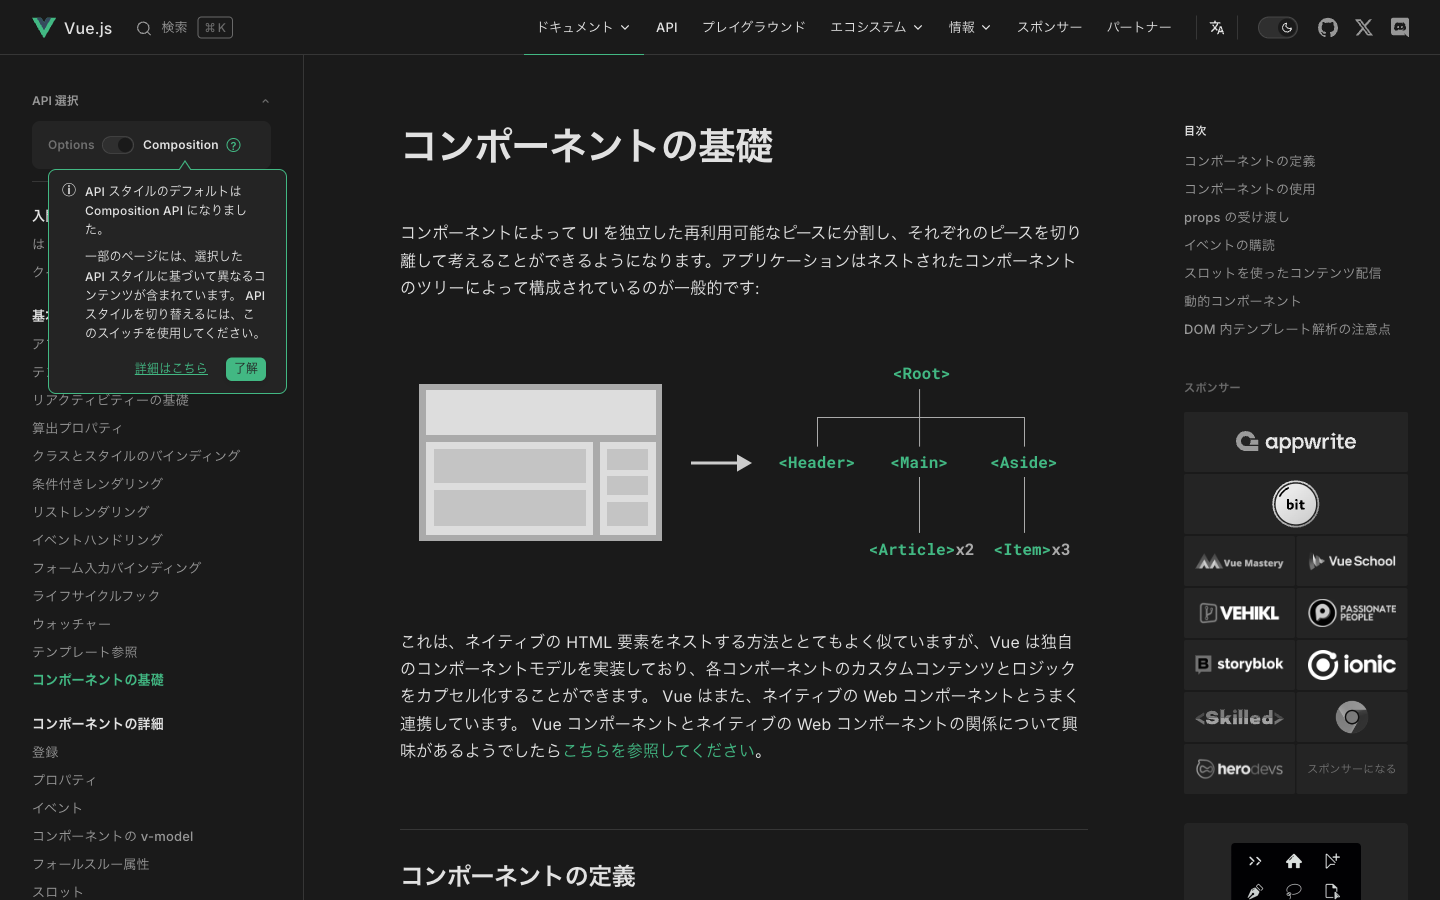 Vue.js
検索
⌘ K
ドキュメント
API
プレイグラウンド
エコシステム
情報
スポンサー
パートナー
API 選択
Options
Composition
?
API スタイルのデフォルトは
Composition API になりまし
た。
一部のページには、選択した
API スタイルに基づいて異なるコ
ンテンツが含まれています。 API
スタイルを切り替えるには、こ
のスイッチを使用してください。
詳細はこちら
了解
リアクティビティーの基礎
算出プロパティ
クラスとスタイルのバインディング
条件付きレンダリング
リストレンダリング
イベントハンドリング
フォーム入力バインディング
ライフサイクルフック
ウォッチャー
テンプレート参照
コンポーネントの基礎
コンポーネントの詳細
登録
プロパティ
イベント
コンポーネントの v-model
フォールスルー属性
スロット
コンポーネントの基礎
コンポーネントによって UI を独立した再利用可能なピースに分割し、それぞれのピースを切り
離して考えることができるようになります。アプリケーションはネストされたコンポーネント
のツリーによって構成されているのが一般的です:
<Root>
<Header>
<Main>
<Aside>
<Article>x2
<Item>x3
これは、ネイティブの HTML 要素をネストする方法ととてもよく似ていますが、Vue は独自
のコンポーネントモデルを実装しており、各コンポーネントのカスタムコンテンツとロジック
をカプセル化することができます。 Vue はまた、ネイティブの Web コンポーネントとうまく
連携しています。 Vue コンポーネントとネイティブの Web コンポーネントの関係について興
味があるようでしたらこちらを参照してください。
コンポーネントの定義
目次
コンポーネントの定義
コンポーネントの使用
props の受け渡し
イベントの購読
スロットを使ったコンテンツ配信
動的コンポーネント
DOM 内テンプレート解析の注意点
スポンサー
appwrite
bit
Vue Mastery
Vue School
VEHIKL
PASSIONATE
PEOPLE
storyblok
ionic
<Skilled>
herodevs
スポンサーになる